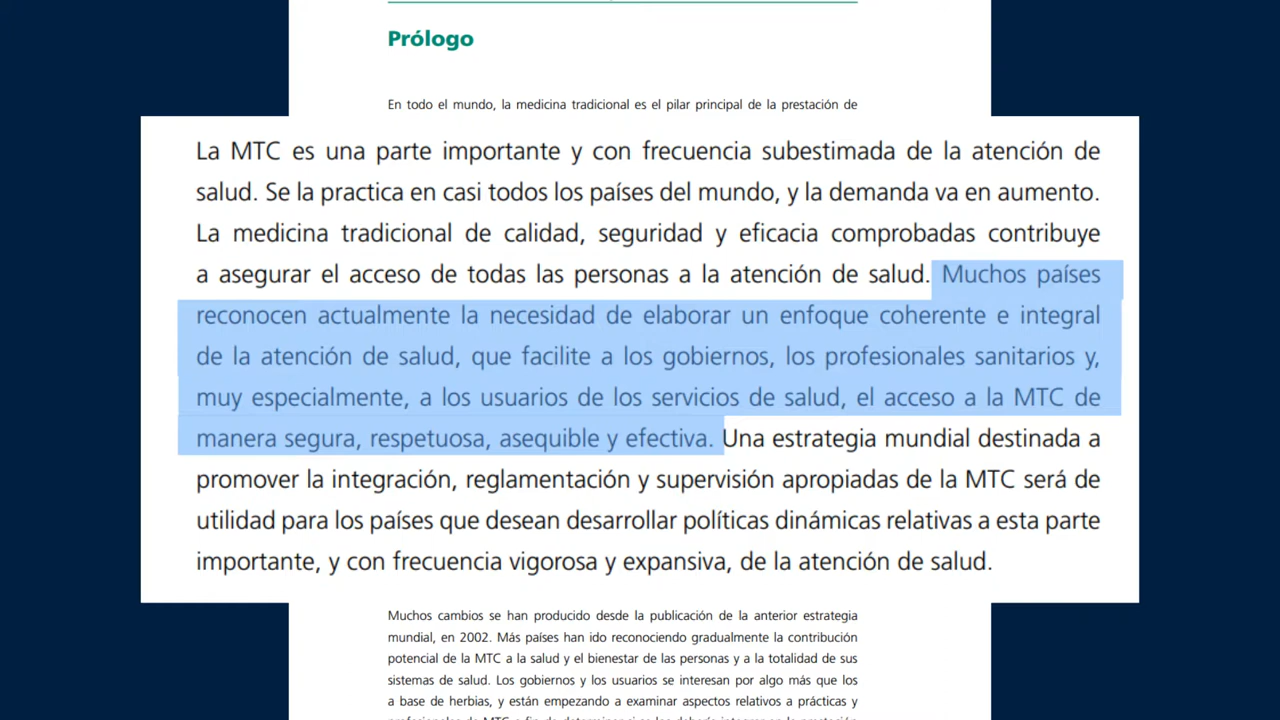 Prólogo
En todo el mundo, la medicina tradicional es el pilar principal de la prestación de
La MTC es una parte importante y con frecuencia subestimada de la atención de
salud. Se la practica en casi todos los países del mundo, y la demanda va en aumento.
La medicina tradicional de calidad, seguridad y eficacia comprobadas contribuye
a asegurar el acceso de todas las personas a la atención de salud. Muchos países
reconocen actualmente la necesidad de elaborar un enfoque coherente e integral
de la atención de salud, que facilite a los gobiernos, los profesionales sanitarios y,
muy especialmente, a los usuarios de los servicios de salud, el acceso a la MTC de
manera segura, respetuosa, asequible y efectiva. Una estrategia mundial destinada a
promover la integración, reglamentación y supervisión apropiadas de la MTC será de
utilidad para los países que desean desarrollar políticas dinámicas relativas a esta parte
importante, y con frecuencia vigorosa y expansiva, de la atención de salud.
Muchos cambios se han producido desde la publicación de la anterior estrategia
mundial, en 2002. Más países han ido reconociendo gradualmente la contribución
potencial de la MTC a la salud y el bienestar de las personas y a la totalidad de sus
sistemas de salud. Los gobiernos y los usuarios se interesan por algo más que los
a base de herbias, y están empezando a examinar aspectos relativos a prácticas y